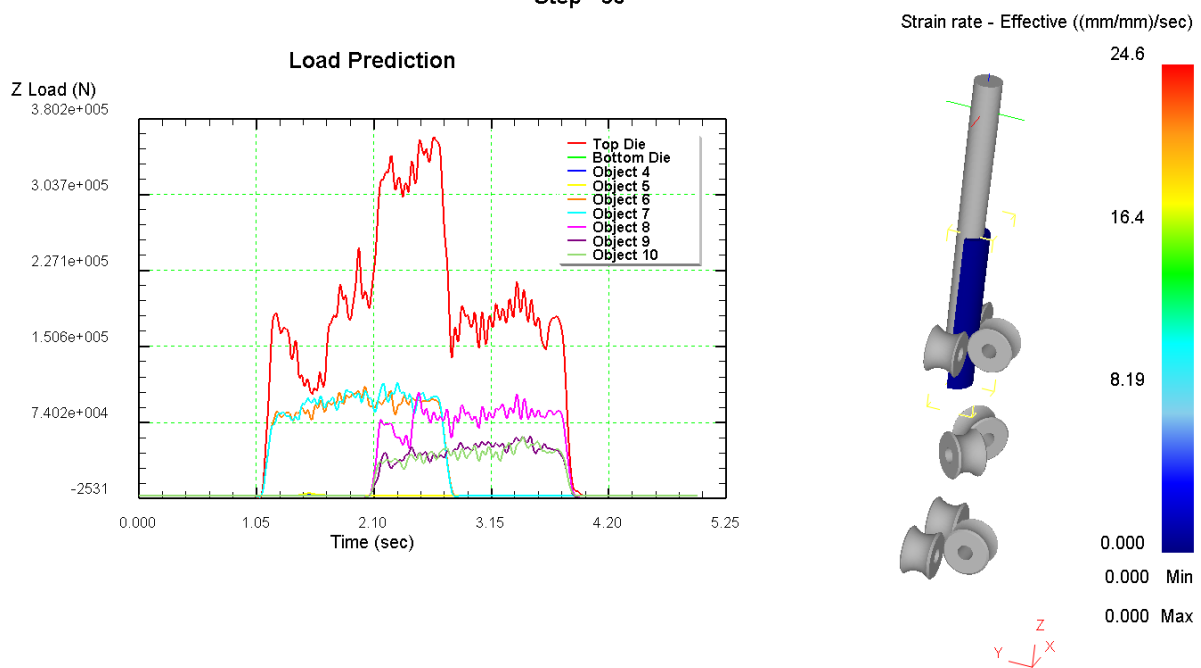 Strain rate - Effective ((mm/mm)/sec)
Load Prediction
Z Load (N)
3.802e+005
3.037e+005
2.271e+005
1.506e+005
7.402e+004
-2531
0.000
1.05
2.10
3.15
4.20
5.25
Time (sec)
Top Die
Bottom Die
Object 4
Object 5
Object 6
Object 7
Object 8
Object 9
Object 10
24.6
16.4
8.19
0.000
0.000 Min
0.000 Max
Z
Y
X